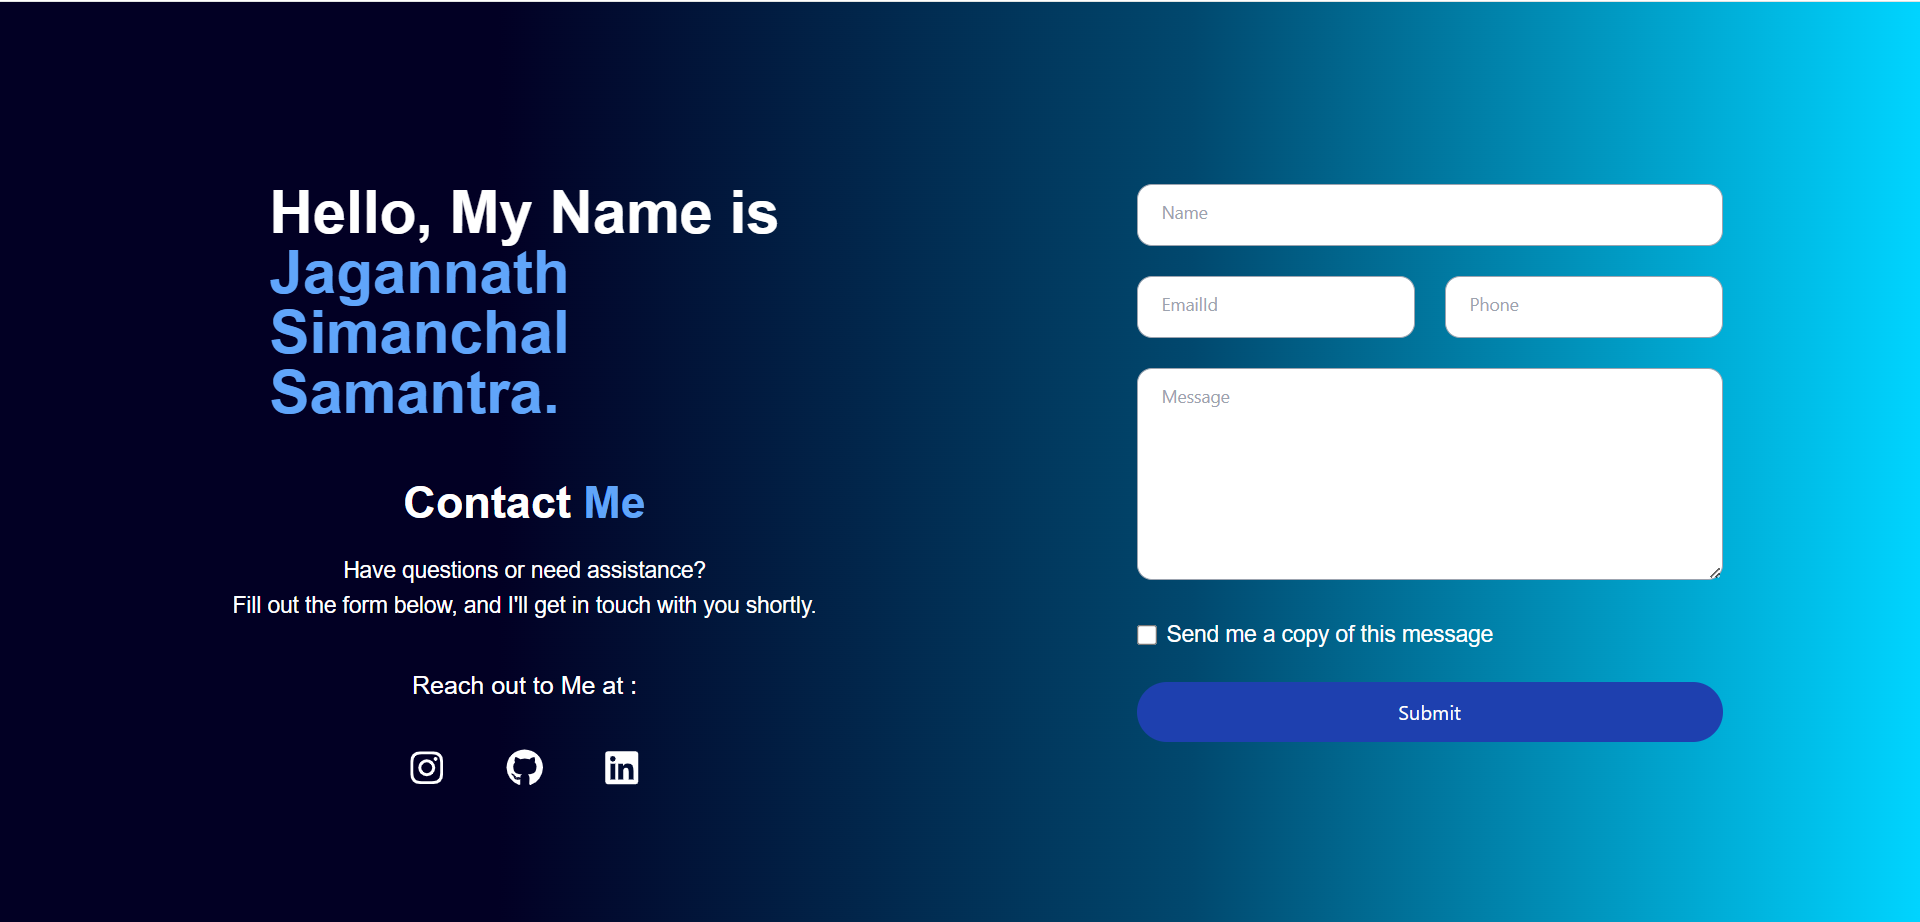 Hello, My Name is
Jagannath
Simanchal
Samantra.
Contact Me
Have questions or need assistance?
Fill out the form below, and I'll get in touch with you shortly.
Reach out to Me at :
Name
EmailId
Phone
Message
Send me a copy of this message
Submit